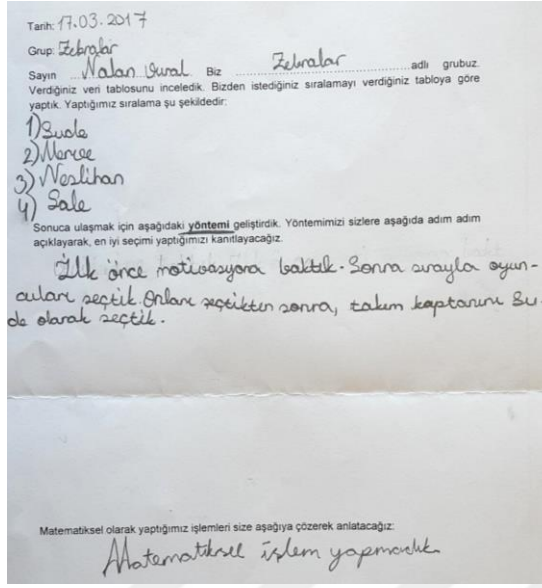 Tarih: 17.03.2017
Grup: Zebralar
Sayın ...Nalan Vural. Biz ...Zebralar... adlı grubuz.
Verdiğiniz veri tablosunu inceledik. Bizden istediğiniz sıralamayı verdiğiniz tabloya göre
yaptık. Yaptığımız sıralama şu şekildedir:
1) Sude
2) Merve
3) Neslihan
4) Sale
Sonuca ulaşmak için aşağıdaki yöntemi geliştirdik. Yöntemimizi sizlere aşağıda adım adım
açıklayarak, en iyi seçimi yaptığımızı kanıtlayacağız.
İlk önce motivasyona baktık. Sonra sırayla oyun-
cuları seçtik. Onları seçtikten sonra, takım kaptanını Su-
de olarak seçtik.
Matematiksel olarak yaptığımız işlemleri size aşağıya çözerek anlatacağız:
Matematiksel işlem yapmadık